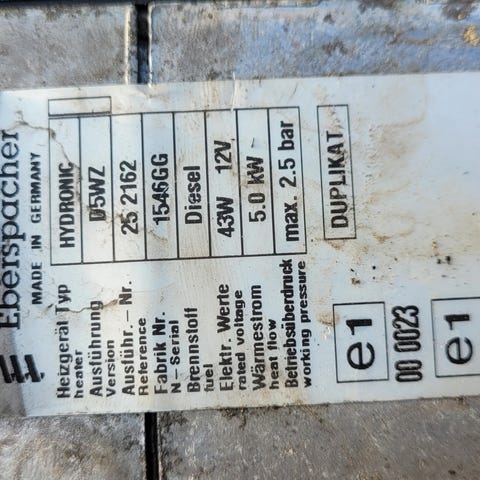 Eberspächer
MADE IN GERMANY
Heizgerät Typ HYDRONIC
heater
Ausführung D5WZ
Version
Ausführ.-Nr. 25 2162
Reference
Fabrik Nr. 1546GG
N-Serial
Brennstoff Diesel
fuel
Elektr. Werte 43W 12V
rated voltage
Wärmestrom 5.0 kW
heat flow
Betriebsüberdruck max. 2.5 bar
working pressure
DUPLIKAT
e1
00 0023
e1